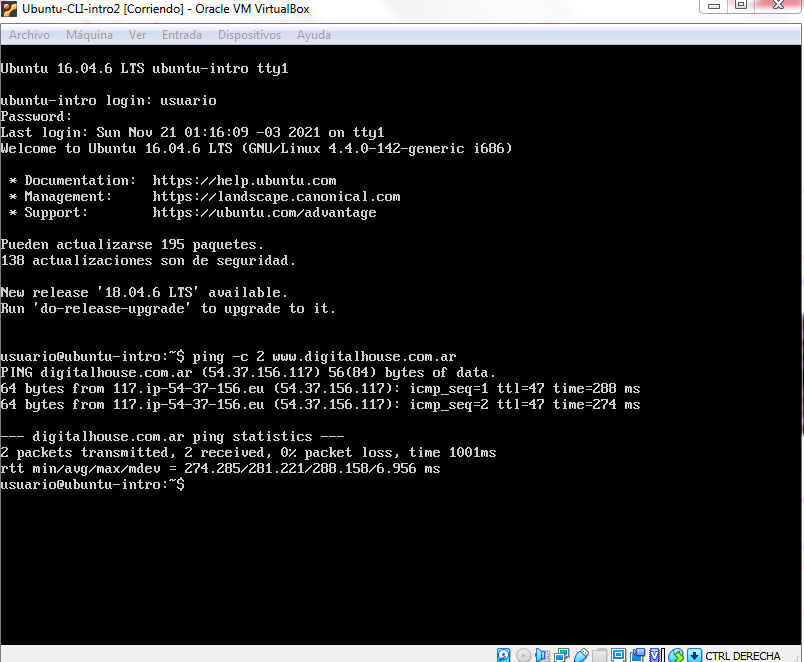 Ubuntu-CLI-intro2 [Corriendo] - Oracle VM VirtualBox
Archivo Máquina Ver Entrada Dispositivos Ayuda
Ubuntu 16.04.6 LTS ubuntu-intro tty1
ubuntu-intro login: usuario
Password:
Last login: Sun Nov 21 01:16:09 -03 2021 on tty1
Welcome to Ubuntu 16.04.6 LTS (GNU/Linux 4.4.0-142-generic i686)
* Documentation:  https://help.ubuntu.com
* Management:     https://landscape.canonical.com
* Support:        https://ubuntu.com/advantage
Pueden actualizarse 195 paquetes.
138 actualizaciones son de seguridad.
New release '18.04.6 LTS' available.
Run 'do-release-upgrade' to upgrade to it.
usuario@ubuntu-intro:~$ ping -c 2 www.digitalhouse.com.ar
PING digitalhouse.com.ar (54.37.156.117) 56(84) bytes of data.
64 bytes from 117.ip-54-37-156.eu (54.37.156.117): icmp_seq=1 ttl=47 time=288 ms
64 bytes from 117.ip-54-37-156.eu (54.37.156.117): icmp_seq=2 ttl=47 time=274 ms
--- digitalhouse.com.ar ping statistics ---
2 packets transmitted, 2 received, 0% packet loss, time 1001ms
rtt min/avg/max/mdev = 274.285/281.221/288.158/6.956 ms
usuario@ubuntu-intro:~$
CTRL DERECHA